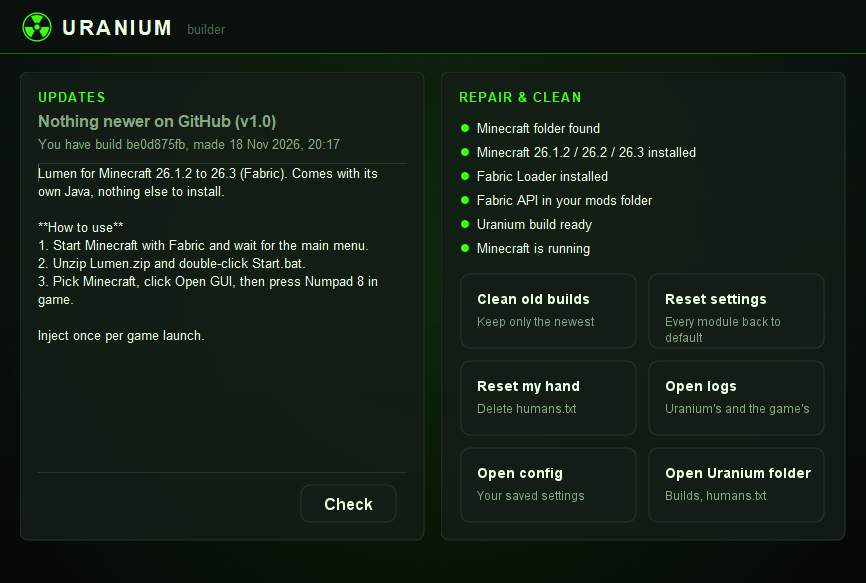 URANIUM builder
UPDATES
Nothing newer on GitHub (v1.0)
You have build be0d875fb, made 18 Nov 2026, 20:17
Lumen for Minecraft 26.1.2 to 26.3 (Fabric). Comes with its
own Java, nothing else to install.
**How to use**
1. Start Minecraft with Fabric and wait for the main menu.
2. Unzip Lumen.zip and double-click Start.bat.
3. Pick Minecraft, click Open GUI, then press Numpad 8 in
game.
Inject once per game launch.
Check
REPAIR & CLEAN
Minecraft folder found
Minecraft 26.1.2 / 26.2 / 26.3 installed
Fabric Loader installed
Fabric API in your mods folder
Uranium build ready
Minecraft is running
Clean old builds
Keep only the newest
Reset settings
Every module back to
default
Reset my hand
Delete humans.txt
Open logs
Uranium's and the game's
Open config
Your saved settings
Open Uranium folder
Builds, humans.txt